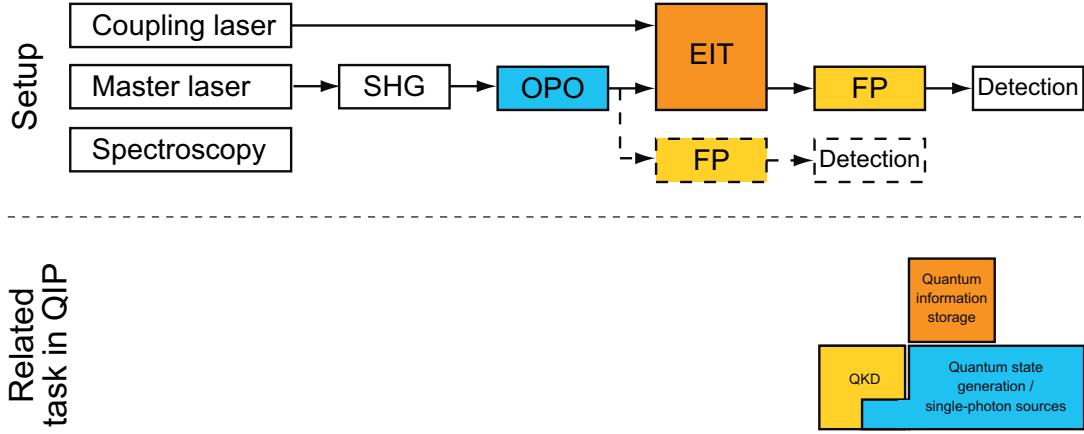 Setup
Coupling laser
Master laser
Spectroscopy
SHG
OPO
EIT
FP
Detection
FP
Detection
Related
task in QIP
Quantum
information
storage
QKD
Quantum state
generation /
single-photon sources